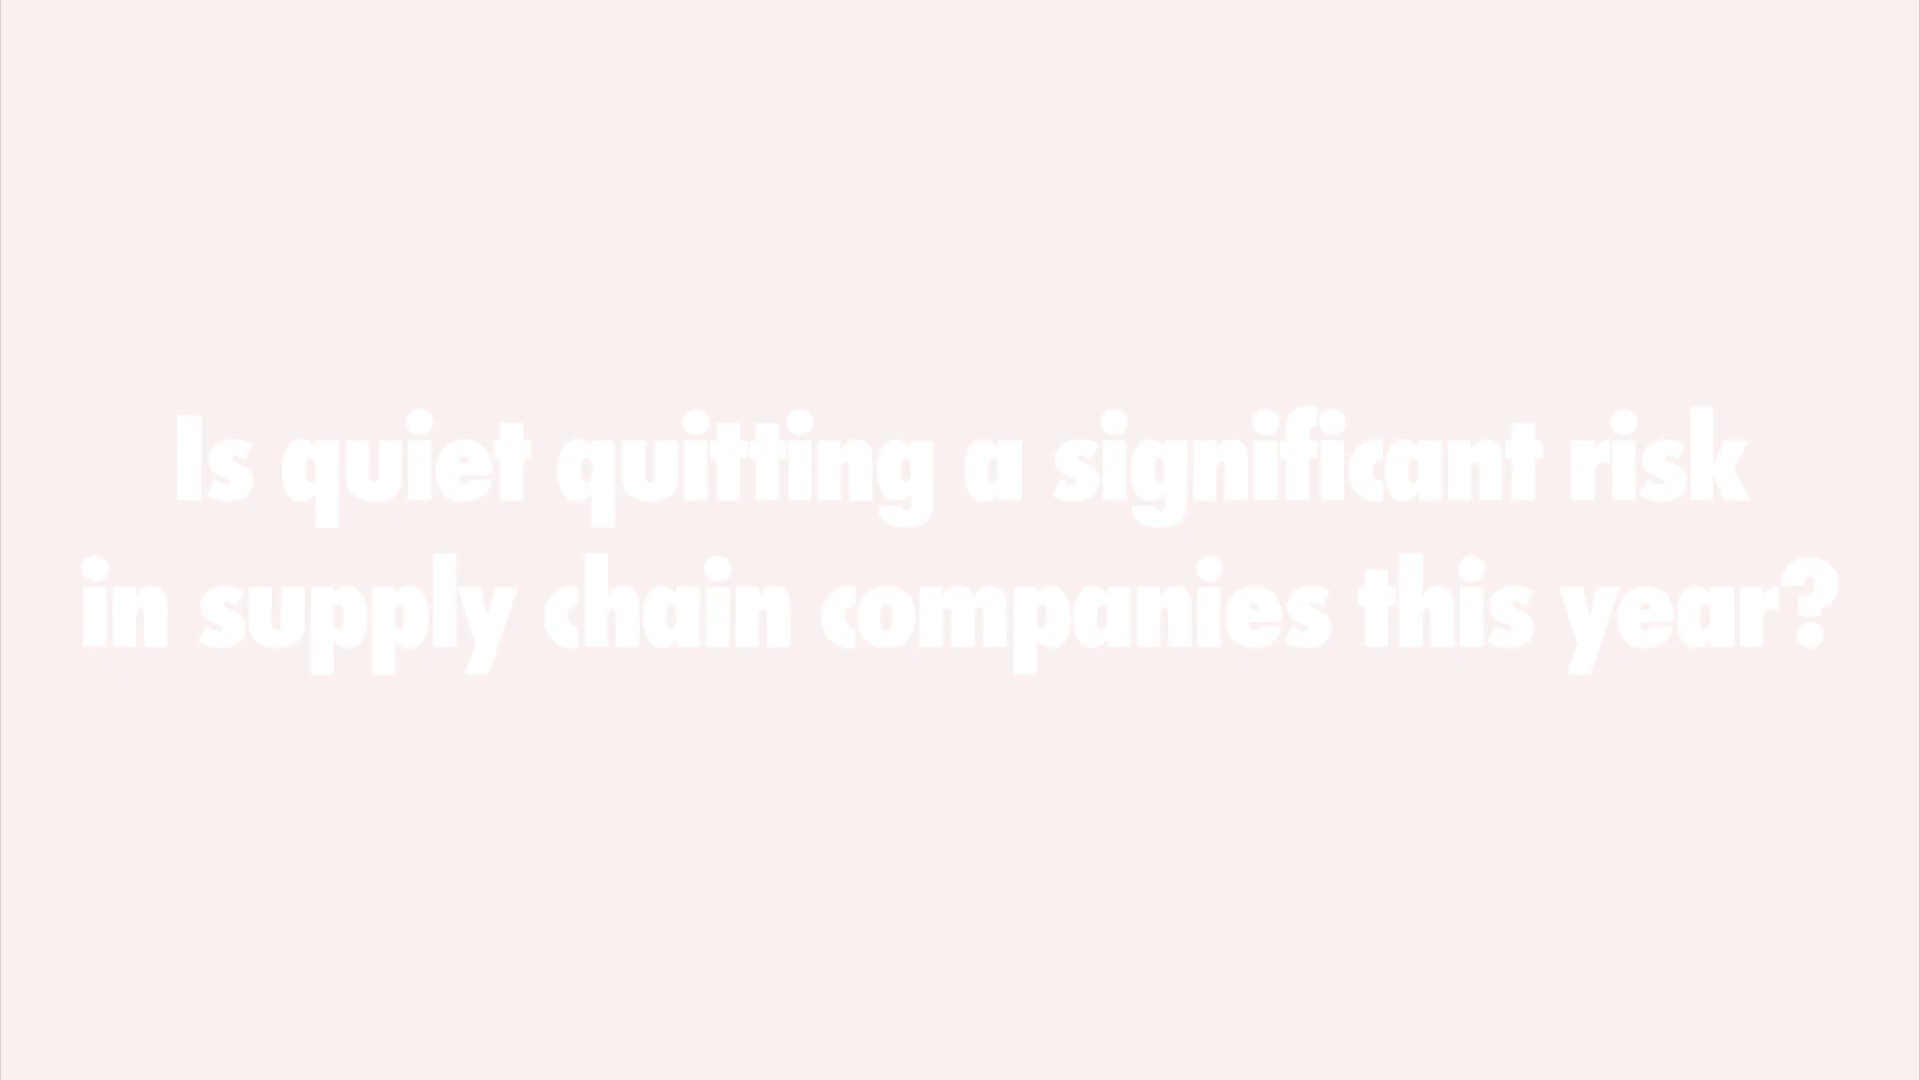 Is quiet quitting a significant risk
in supply chain companies this year?